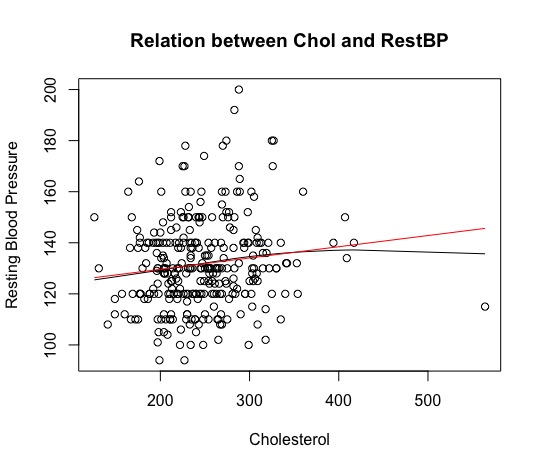 Relation between Chol and RestBP
Resting Blood Pressure
200
180
160
140
120
100
200 300 400 500
Cholesterol